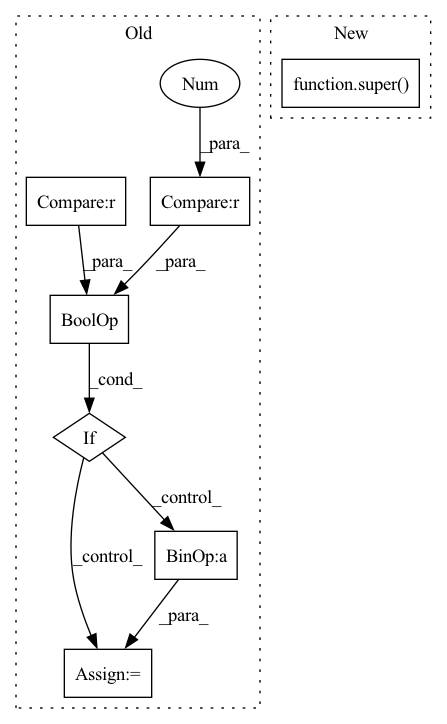 Old
New
Num
function.super()
_para_
Compare:r
Compare:r
_para_
_para_
BoolOp
_cond_
If
_control_
BinOp:a
_control_
_para_
Assign:=